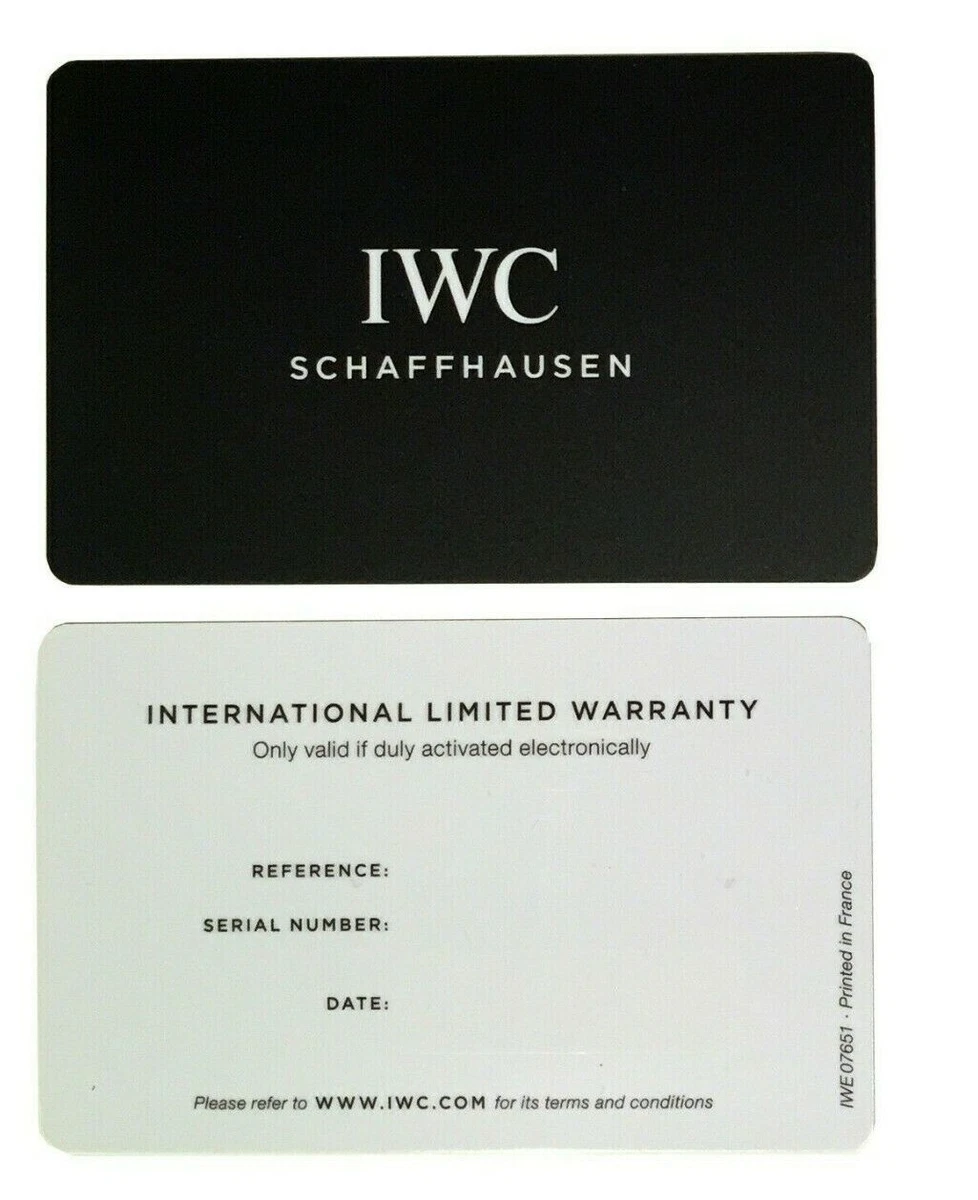 IWC
SCHAFFHAUSEN
INTERNATIONAL LIMITED WARRANTY
Only valid if duly activated electronically
REFERENCE:
SERIAL NUMBER:
DATE:
Please refer to WWW.IWC.COM for its terms and conditions
IWE07651 · Printed in France